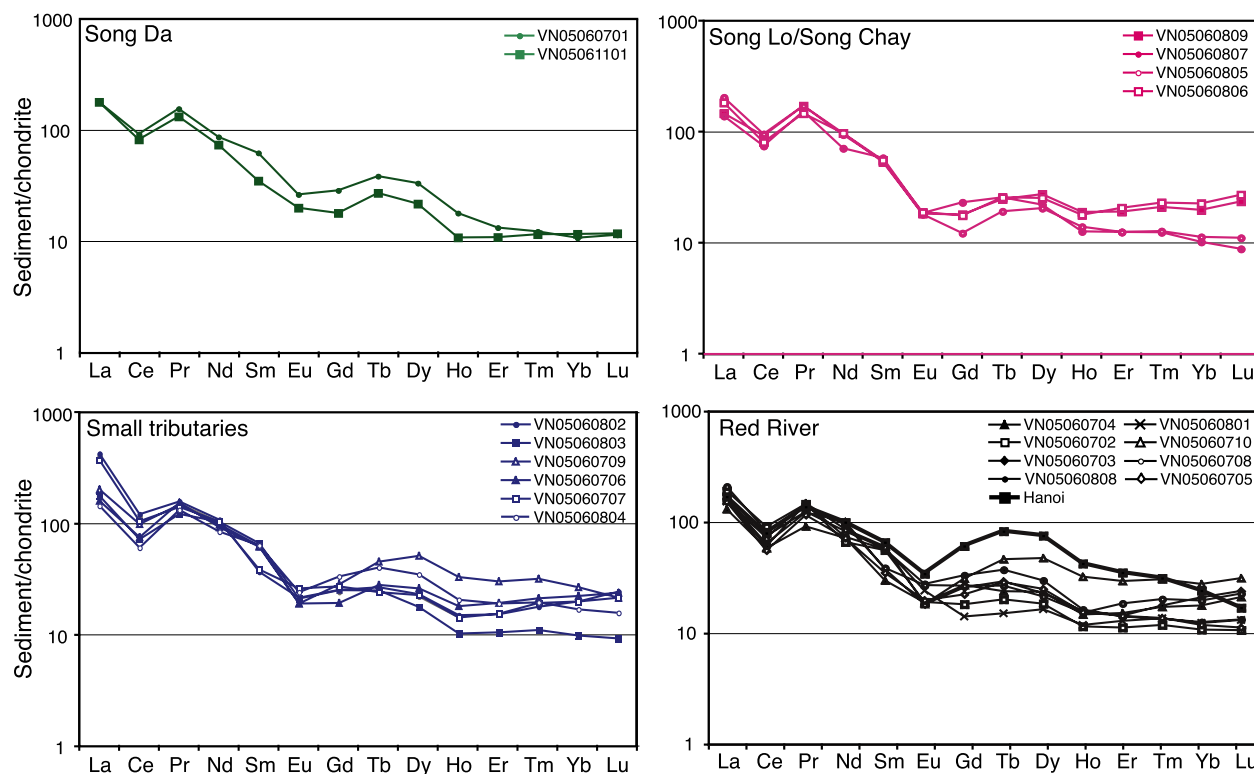 Song Da
VN05060701
VN05061101
1000
100
10
1
Sediment/chondrite
La Ce Pr Nd Sm Eu Gd Tb Dy Ho Er Tm Yb Lu
Song Lo/Song Chay
VN05060809
VN05060807
VN05060805
VN05060806
1000
100
10
1
La Ce Pr Nd Sm Eu Gd Tb Dy Ho Er Tm Yb Lu
Small tributaries
VN05060802
VN05060803
VN05060709
VN05060706
VN05060707
VN05060804
1000
100
10
1
Sediment/chondrite
La Ce Pr Nd Sm Eu Gd Tb Dy Ho Er Tm Yb Lu
Red River
VN05060704 VN05060801
VN05060702 VN05060710
VN05060703 VN05060708
VN05060808 VN05060705
Hanoi
1000
100
10
1
La Ce Pr Nd Sm Eu Gd Tb Dy Ho Er Tm Yb Lu